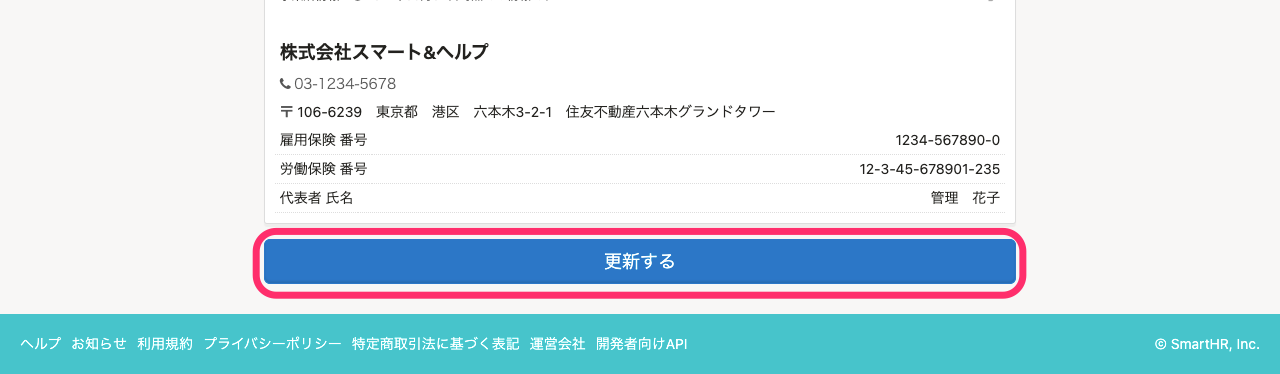 株式会社スマート&ヘルプ
03-1234-5678
〒106-6239　東京都　港区　六本木3-2-1　住友不動産六本木グランドタワー
雇用保険 番号 1234-567890-0
労働保険 番号 12-3-45-678901-235
代表者 氏名 管理　花子
更新する
ヘルプ お知らせ 利用規約 プライバシーポリシー 特定商取引法に基づく表記 運営会社 開発者向けAPI © SmartHR, Inc.